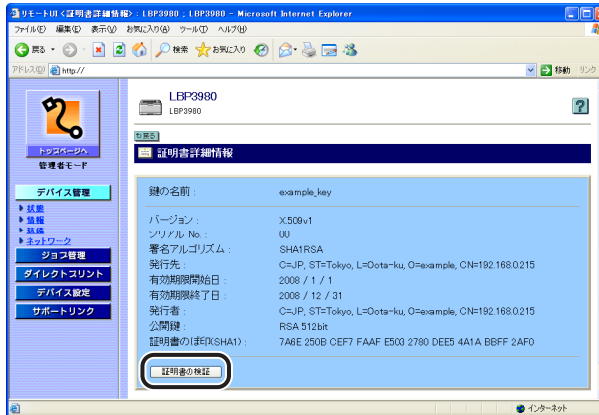 リモートUI <証明書詳細情報> : LBP3980 ; LBP3980 - Microsoft Internet Explorer
ファイル(F) 編集(E) 表示(V) お気に入り(A) ツール(T) ヘルプ(H)
戻る 検索 お気に入り
アドレス(D) http:// 移動 リンク
LBP3980
LBP3980
トップページへ
管理者モード
戻る
証明書詳細情報
デバイス管理
状態
情報
装備
ネットワーク
ジョブ管理
ダイレクトプリント
デバイス設定
サポートリンク
鍵の名前 : example_key
バージョン : X.509v1
シリアル No. : 00
署名アルゴリズム : SHA1RSA
発行先 : C=JP, ST=Tokyo, L=Oota-ku, O=example, CN=192.168.0.215
有効期限開始日 : 2008 / 1 / 1
有効期限終了日 : 2008 / 12 / 31
発行者 : C=JP, ST=Tokyo, L=Oota-ku, O=example, CN=192.168.0.215
公開鍵 : RSA 512bit
証明書の拇印(SHA1) : 7A6E 250B CEF7 FAAF E503 2780 DEE5 4A1A BBFF 2AF0
証明書の検証
インターネット